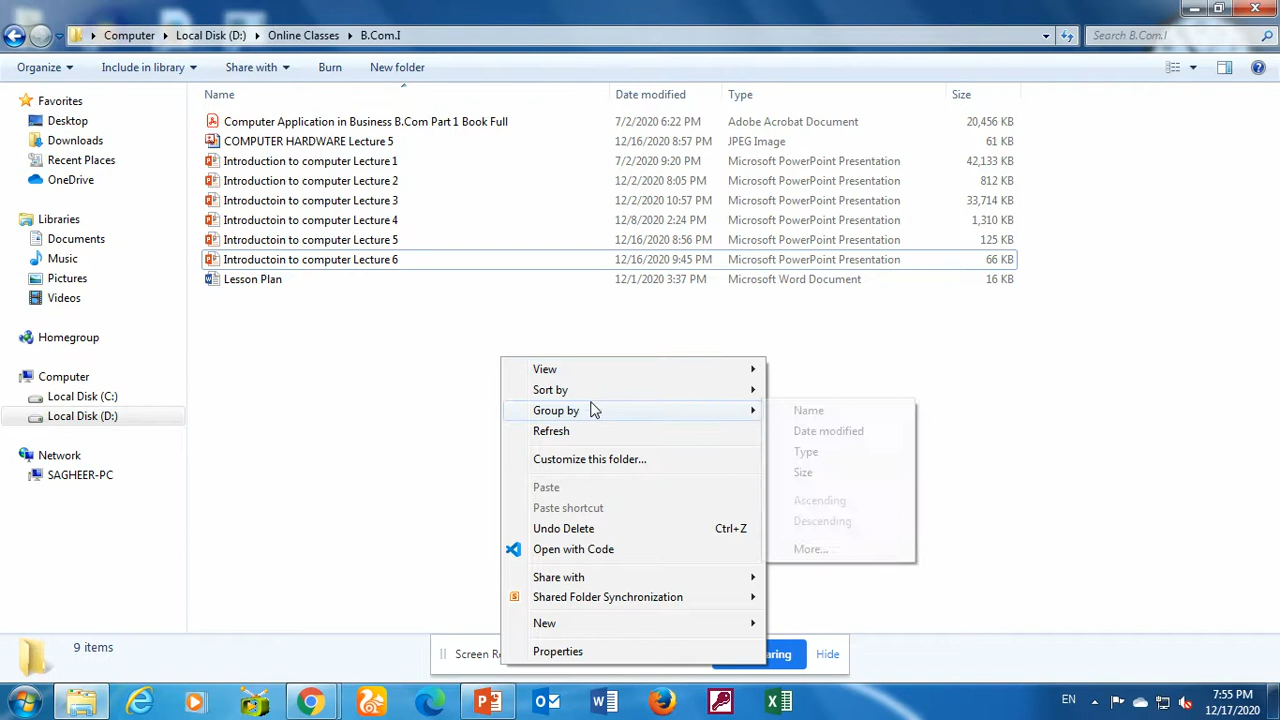 Computer Local Disk (D:) Online Classes B.Com.I Search B.Com.I
Organize Include in library Share with Burn New folder
Name Date modified Type Size
Favorites
Desktop
Downloads
Recent Places
OneDrive
Libraries
Documents
Music
Pictures
Videos
Homegroup
Computer
Local Disk (C:)
Local Disk (D:)
Network
SAGHEER-PC
Computer Application in Business B.Com Part 1 Book Full 7/2/2020 6:22 PM Adobe Acrobat Document 20,456 KB
COMPUTER HARDWARE Lecture 5 12/16/2020 8:57 PM JPEG Image 61 KB
Introduction to computer Lecture 1 7/2/2020 9:20 PM Microsoft PowerPoint Presentation 42,133 KB
Introduction to computer Lecture 2 12/2/2020 8:05 PM Microsoft PowerPoint Presentation 812 KB
Introduction to computer Lecture 3 12/2/2020 10:57 PM Microsoft PowerPoint Presentation 33,714 KB
Introduction to computer Lecture 4 12/8/2020 2:24 PM Microsoft PowerPoint Presentation 1,310 KB
Introductoin to computer Lecture 5 12/16/2020 8:56 PM Microsoft PowerPoint Presentation 125 KB
Introductoin to computer Lecture 6 12/16/2020 9:45 PM Microsoft PowerPoint Presentation 66 KB
Lesson Plan 12/1/2020 3:37 PM Microsoft Word Document 16 KB
View
Sort by
Group by
Refresh
Customize this folder...
Paste
Paste shortcut
Undo Delete Ctrl+Z
Open with Code
Share with
Shared Folder Synchronization
New
Properties
Name
Date modified
Type
Size
Ascending
Descending
More...
9 items
Screen Hide
EN
7:55 PM
12/17/2020